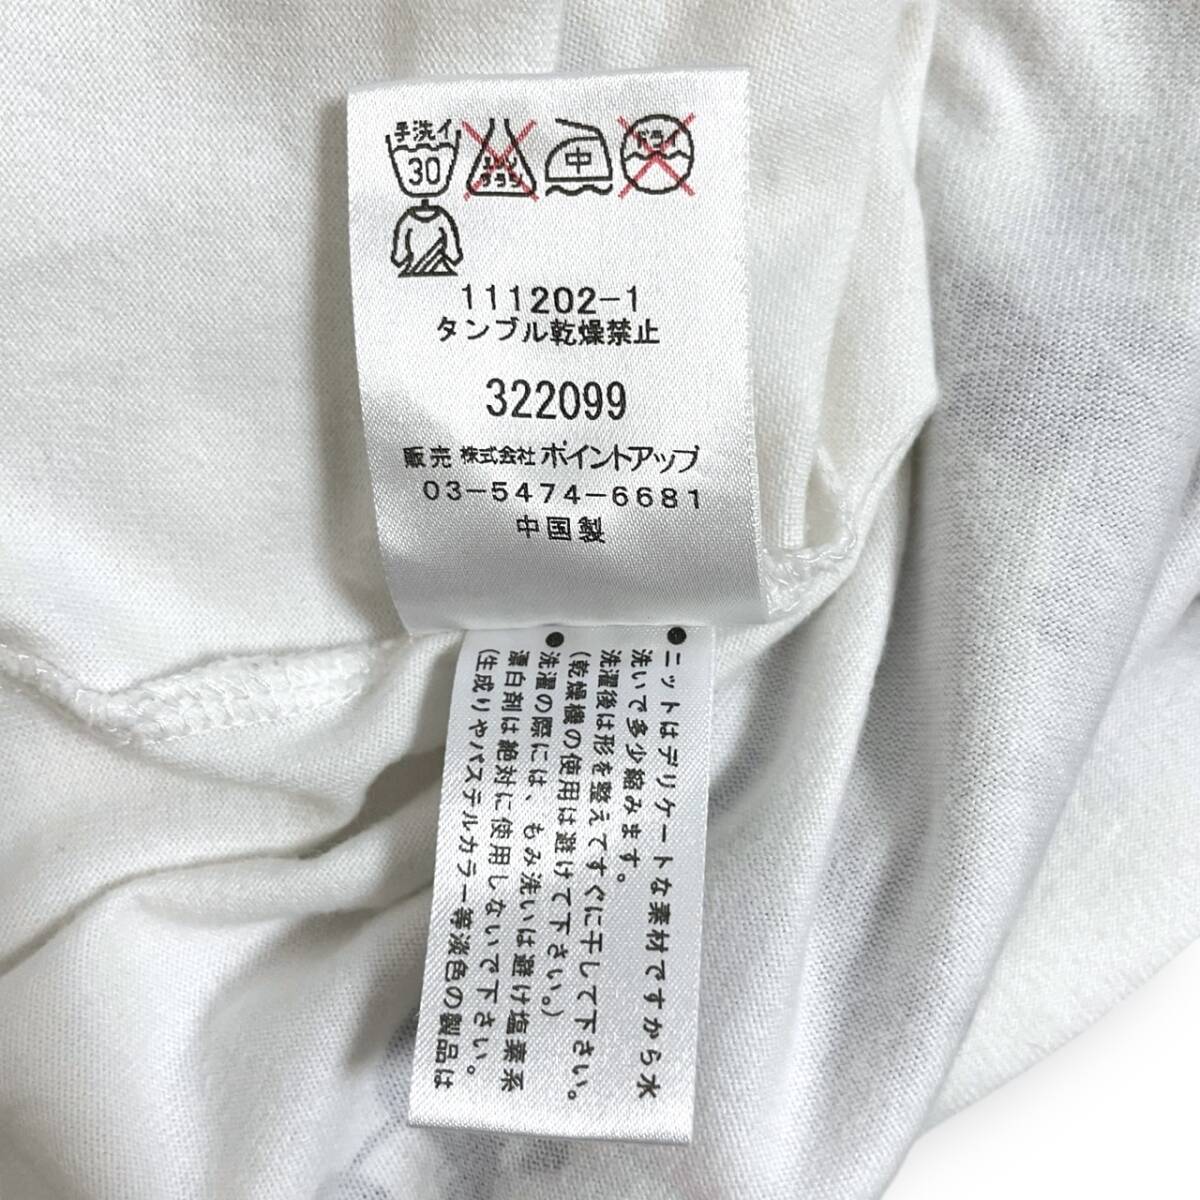 手洗イ
30
エンソ
サラシ
中
ドライ
111202-1
タンブル乾燥禁止
322099
販売 株式会社 ポイントアップ
03-5474-6681
中国製
●ニットはデリケートな素材ですから水
洗いで多少縮みます。
洗濯後は形を整えてすぐに干して下さい。
(乾燥機の使用は避けて下さい。)
●洗濯の際には、もみ洗いは避け塩素系
漂白剤は絶対に使用しないで下さい。
(生成りやパステルカラー等淡色の製品は